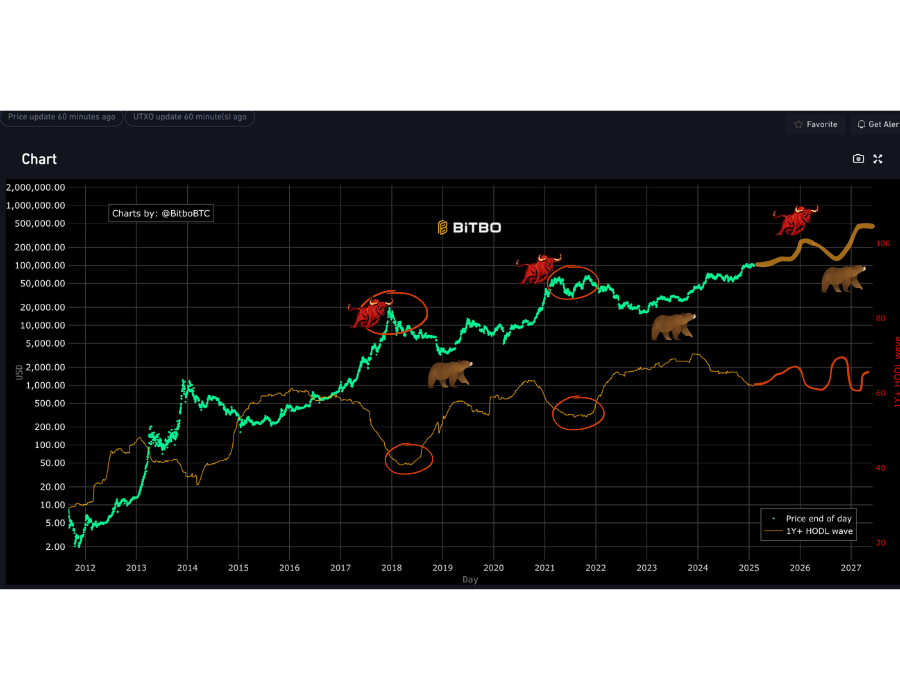 Price update 60 minutes ago
UTXO update 60 minute(s) ago
Favorite
Get Aler
Chart
Charts by: @BitboBTC
BiTBO
2,000,000.00
1,000,000.00
500,000.00
200,000.00
100,000.00
50,000.00
20,000.00
10,000.00
5,000.00
2,000.00
1,000.00
500.00
200.00
100.00
50.00
20.00
10.00
5.00
2.00
USD
100
80
60
40
20
1Y+ HODL wave
Price end of day
1Y+ HODL wave
2012 2013 2014 2015 2016 2017 2018 2019 2020 2021 2022 2023 2024 2025 2026 2027
Day